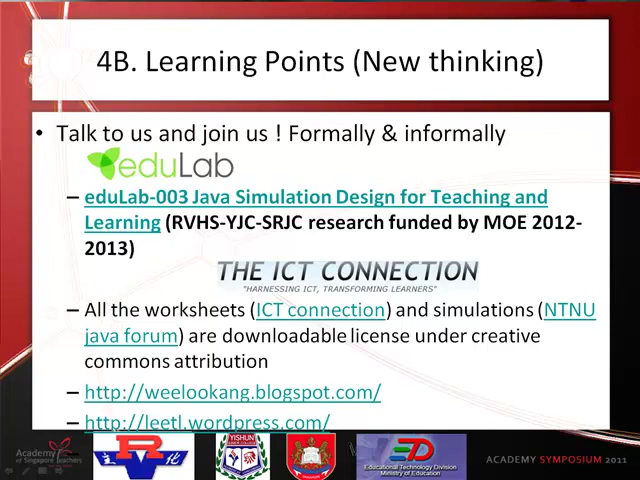 4B. Learning Points (New thinking)
• Talk to us and join us ! Formally & informally
eduLab
– eduLab-003 Java Simulation Design for Teaching and
Learning (RVHS-YJC-SRJC research funded by MOE 2012-
2013)
THE ICT CONNECTION
"HARNESSING ICT, TRANSFORMING LEARNERS"
– All the worksheets (ICT connection) and simulations (NTNU
java forum) are downloadable license under creative
commons attribution
– http://weelookang.blogspot.com/
– http://leetl.wordpress.com/
Academy
of Singapore Teachers
RV
立 化
YISHUN
ETD
Educational Technology Division
Ministry of Education
ACADEMY SYMPOSIUM 2011